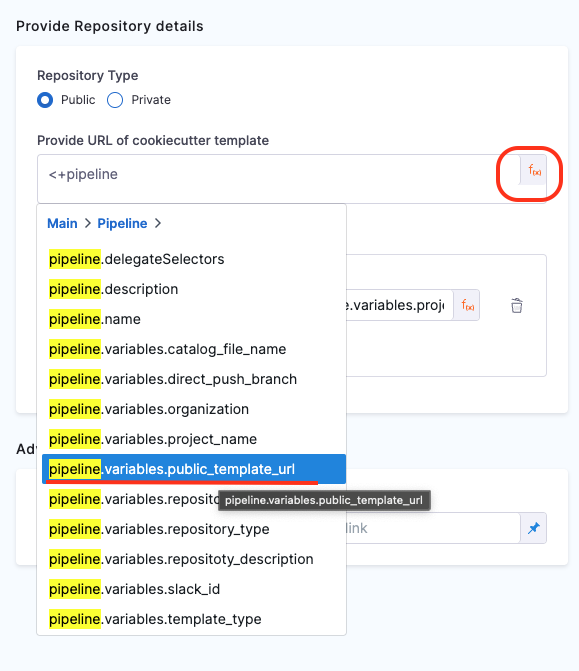 Provide Repository details
Repository Type
Public Private
Provide URL of cookiecutter template
<+pipeline f(x)
Main > Pipeline >
pipeline.delegateSelectors
pipeline.description
pipeline.name
e.variables.proj f(x)
pipeline.variables.catalog_file_name
pipeline.variables.direct_push_branch
pipeline.variables.organization
pipeline.variables.project_name
Ad
pipeline.variables.public_template_url
pipeline.variables.reposito
pipeline.variables.public_template_url
pipeline.variables.repository_type
link
pipeline.variables.repositoty_description
pipeline.variables.slack_id
pipeline.variables.template_type